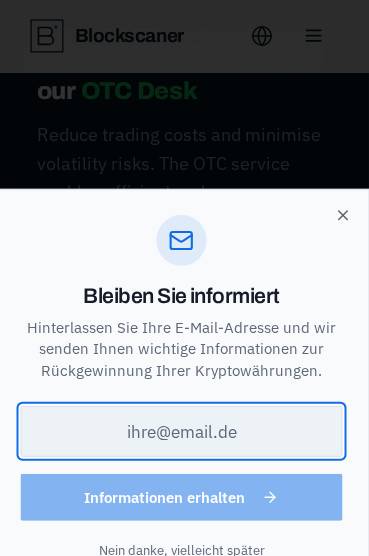 Blockscaner
our OTC Desk
Reduce trading costs and minimise
volatility risks. The OTC service
Bleiben Sie informiert
Hinterlassen Sie Ihre E-Mail-Adresse und wir
senden Ihnen wichtige Informationen zur
Rückgewinnung Ihrer Kryptowährungen.
ihre@email.de
Informationen erhalten →
Nein danke, vielleicht später